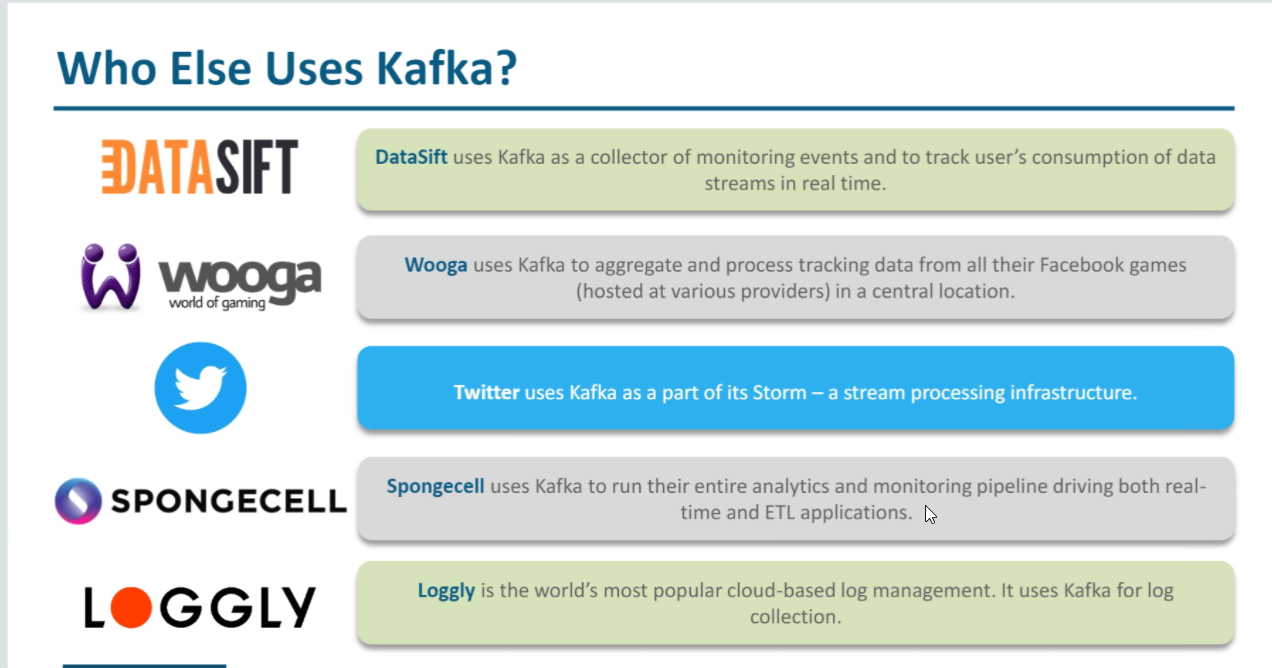 Who Else Uses Kafka?
DATASIFT
DataSift uses Kafka as a collector of monitoring events and to track user’s consumption of data
streams in real time.
wooga
world of gaming
Wooga uses Kafka to aggregate and process tracking data from all their Facebook games
(hosted at various providers) in a central location.
Twitter uses Kafka as a part of its Storm – a stream processing infrastructure.
SPONGECELL
Spongecell uses Kafka to run their entire analytics and monitoring pipeline driving both real-
time and ETL applications.
LOGGLY
Loggly is the world’s most popular cloud-based log management. It uses Kafka for log
collection.